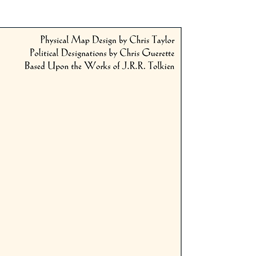 Physical Map Design by Chris Taylor
Political Designations by Chris Guerette
Based Upon the Works of J.R.R. Tolkien